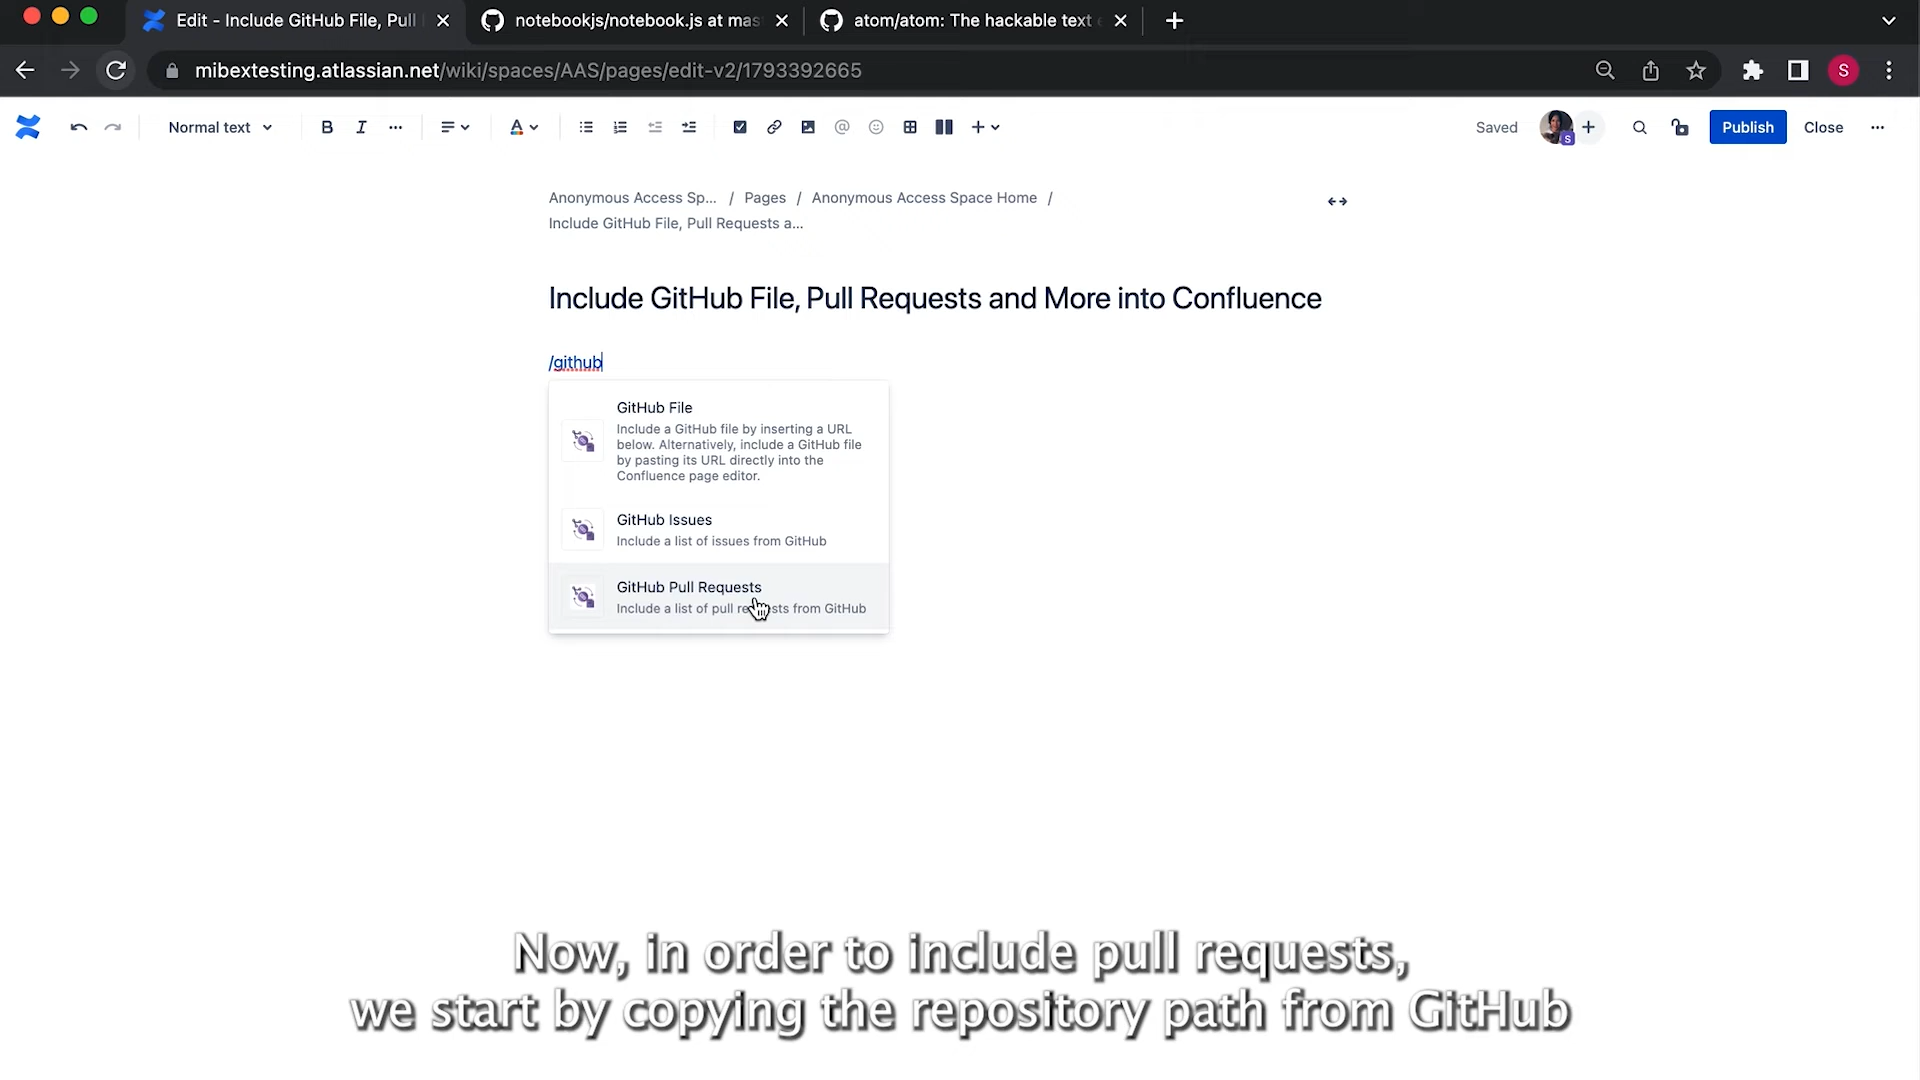 Edit - Include GitHub File, Pull
notebookjs/notebook.js at mas
atom/atom: The hackable text e
mibextesting.atlassian.net/wiki/spaces/AAS/pages/edit-v2/1793392665
S
Normal text
B I
A
@
Saved
S
Publish
Close
Anonymous Access Sp... / Pages / Anonymous Access Space Home /
Include GitHub File, Pull Requests a...
Include GitHub File, Pull Requests and More into Confluence
/github
GitHub File
Include a GitHub file by inserting a URL
below. Alternatively, include a GitHub file
by pasting its URL directly into the
Confluence page editor.
GitHub Issues
Include a list of issues from GitHub
GitHub Pull Requests
Include a list of pull requests from GitHub
Now, in order to include pull requests,
we start by copying the repository path from GitHub